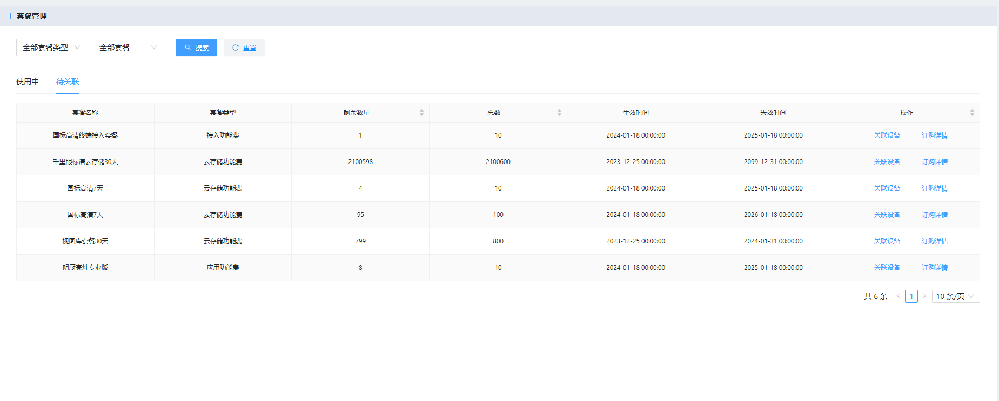 套餐管理
全部套餐类型 全部套餐 搜索 重置
使用中 待关联
套餐名称 套餐类型 剩余数量 总数 生效时间 失效时间 操作
国标高清终端接入套餐 接入功能费 1 10 2024-01-18 00:00:00 2025-01-18 00:00:00 关联设备 订购详情
千里眼标清云存储30天 云存储功能费 2100598 2100600 2023-12-25 00:00:00 2099-12-31 00:00:00 关联设备 订购详情
国标高清7天 云存储功能费 4 10 2024-01-18 00:00:00 2025-01-18 00:00:00 关联设备 订购详情
国标高清7天 云存储功能费 95 100 2024-01-18 00:00:00 2026-01-18 00:00:00 关联设备 订购详情
视图库套餐30天 云存储功能费 799 800 2023-12-25 00:00:00 2024-01-31 00:00:00 关联设备 订购详情
明厨亮灶专业版 应用功能费 8 10 2024-01-18 00:00:00 2025-01-18 00:00:00 关联设备 订购详情
共 6 条 1 10 条/页